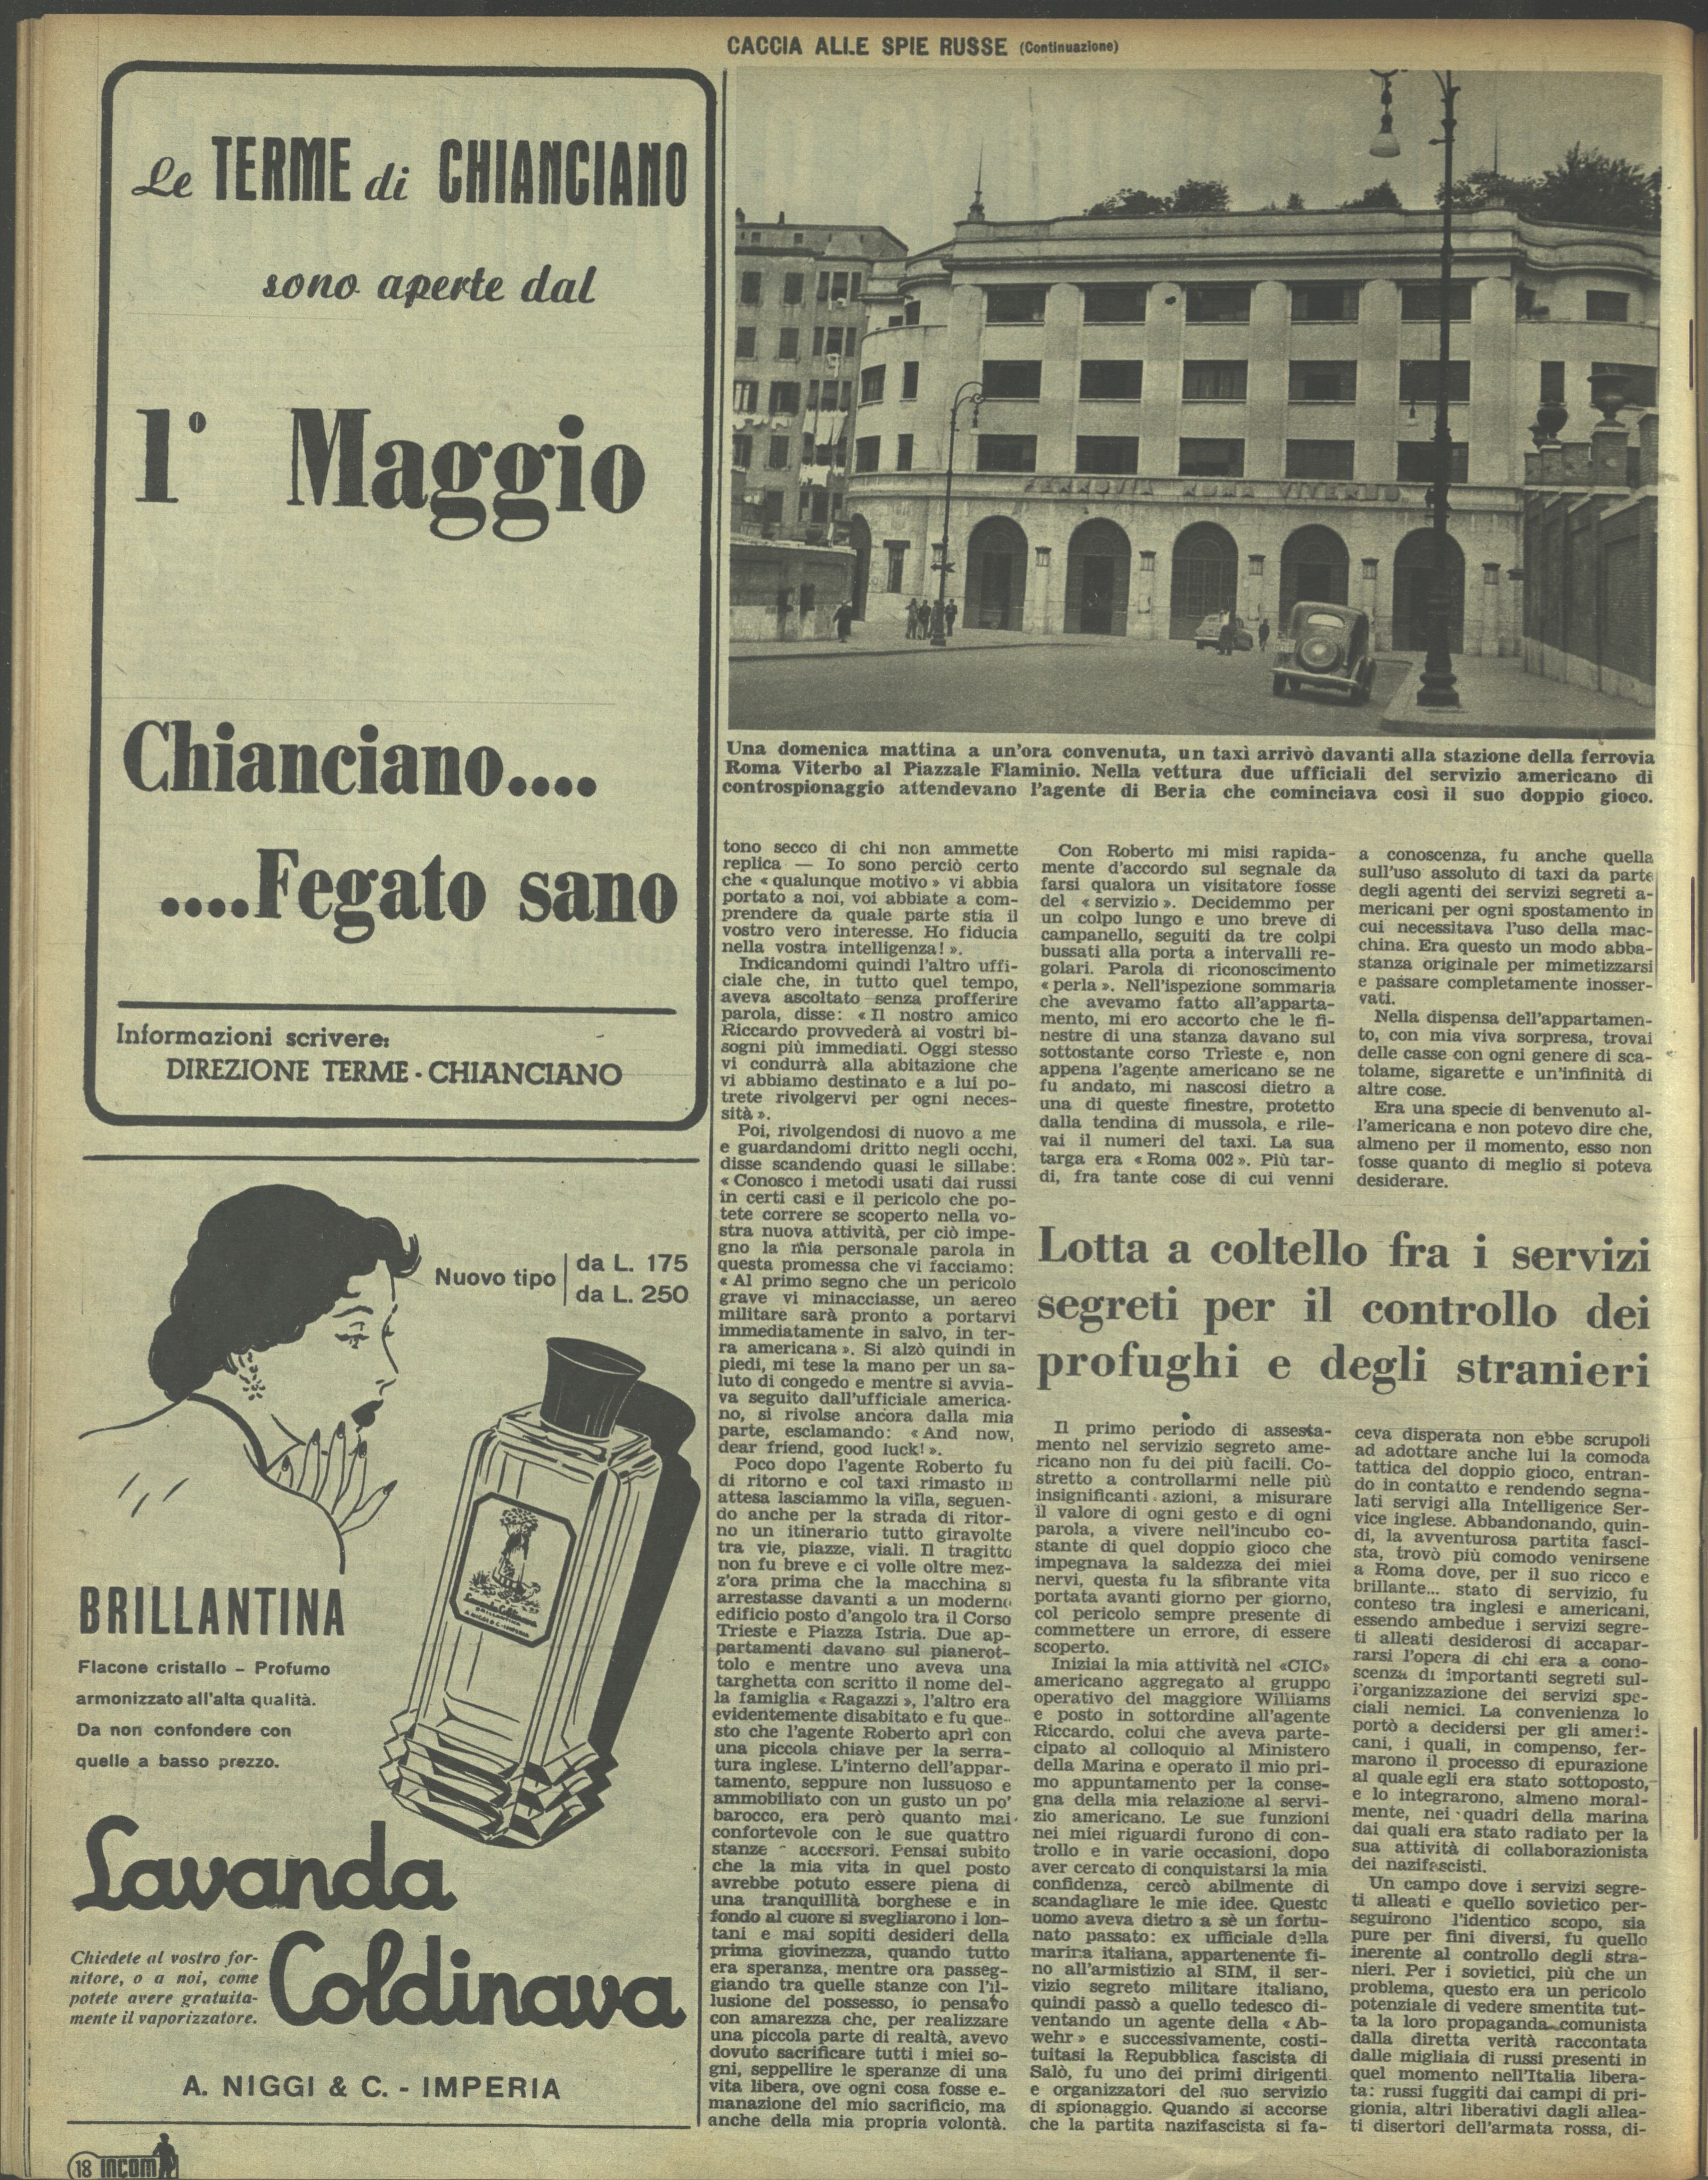 CACCIA ALLE SPIE RUSSE (Continuazione)
Le TERME di CHIANCIANO
sono aperte dal
1° Maggio
Chianciano....
....Fegato sano
Informazioni scrivere:
DIREZIONE TERME - CHIANCIANO
Nuovo tipo
da L. 175
da L. 250
BRILLANTINA
Flacone cristallo – Profumo
armonizzato all'alta qualità.
Da non confondere con
quelle a basso prezzo.
Lavanda
Coldinava
Chiedete al vostro for-
nitore, o a noi, come
potete avere gratuita-
mente il vaporizzatore.
A. NIGGI & C. - IMPERIA
18 INCOM
FERROVIA ROMA VITERBO
Una domenica mattina a un'ora convenuta, un taxì arrivò davanti alla stazione della ferrovia
Roma Viterbo al Piazzale Flaminio. Nella vettura due ufficiali del servizio americano di
controspionaggio attendevano l'agente di Beria che cominciava così il suo doppio gioco.
tono secco di chi non ammette
replica — Io sono perciò certo
che « qualunque motivo » vi abbia
portato a noi, voi abbiate a com-
prendere da quale parte stia il
vostro vero interesse. Ho fiducia
nella vostra intelligenza! ».
Indicandomi quindi l'altro uffi-
ciale che, in tutto quel tempo,
aveva ascoltato senza profferire
parola, disse: « Il nostro amico
Riccardo provvederà ai vostri bi-
sogni più immediati. Oggi stesso
vi condurrà alla abitazione che
vi abbiamo destinato e a lui po-
trete rivolgervi per ogni neces-
sità ».
Poi, rivolgendosi di nuovo a me
e guardandomi dritto negli occhi,
disse scandendo quasi le sillabe:
« Conosco i metodi usati dai russi
in certi casi e il pericolo che po-
tete correre se scoperto nella vo-
stra nuova attività, per ciò impe-
gno la mia personale parola in
questa promessa che vi facciamo:
« Al primo segno che un pericolo
grave vi minacciasse, un aereo
militare sarà pronto a portarvi
immediatamente in salvo, in ter-
ra americana ». Si alzò quindi in
piedi, mi tese la mano per un sa-
luto di congedo e mentre si avvia-
va seguito dall'ufficiale america-
no, si rivolse ancora dalla mia
parte, esclamando: « And now,
dear friend, good luck! ».
Poco dopo l'agente Roberto fu
di ritorno e col taxi rimasto in
attesa lasciammo la villa, seguen-
do anche per la strada di ritor-
no un itinerario tutto giravolte
tra vie, piazze, viali. Il tragitto
non fu breve e ci volle oltre mez-
z'ora prima che la macchina si
arrestasse davanti a un moderno
edificio posto d'angolo tra il Corso
Trieste e Piazza Istria. Due ap-
partamenti davano sul pianerot-
tolo e mentre uno aveva una
targhetta con scritto il nome del-
la famiglia « Ragazzi », l'altro era
evidentemente disabitato e fu que-
sto che l'agente Roberto aprì con
una piccola chiave per la serra-
tura inglese. L'interno dell'appar-
tamento, seppure non lussuoso e
ammobiliato con un gusto un po'
barocco, era però quanto mai
confortevole con le sue quattro
stanze - accessori. Pensai subito
che la mia vita in quel posto
avrebbe potuto essere piena di
una tranquillità borghese e in
fondo al cuore si svegliarono i lon-
tani e mai sopiti desideri della
prima giovinezza, quando tutto
era speranza, mentre ora passeg-
giando tra quelle stanze con l'il-
lusione del possesso, io pensavo
con amarezza che, per realizzare
una piccola parte di realtà, avevo
dovuto sacrificare tutti i miei so-
gni, seppellire le speranze di una
vita libera, ove ogni cosa fosse e-
manazione del mio sacrificio, ma
anche della mia propria volontà.
Con Roberto mi misi rapida-
mente d'accordo sul segnale da
farsi qualora un visitatore fosse
del « servizio ». Decidemmo per
un colpo lungo e uno breve di
campanello, seguiti da tre colpi
bussati alla porta a intervalli re-
golari. Parola di riconoscimento
« perla ». Nell'ispezione sommaria
che avevamo fatto all'apparta-
mento, mi ero accorto che le fi-
nestre di una stanza davano sul
sottostante corso Trieste e, non
appena l'agente americano se ne
fu andato, mi nascosi dietro a
una di queste finestre, protetto
dalla tendina di mussola, e rile-
vai il numeri del taxi. La sua
targa era « Roma 002 ». Più tar-
di, fra tante cose di cui venni
a conoscenza, fu anche quella
sull'uso assoluto di taxi da parte
degli agenti dei servizi segreti a-
mericani per ogni spostamento in
cui necessitava l'uso della mac-
china. Era questo un modo abba-
stanza originale per mimetizzarsi
e passare completamente inosser-
vati.
Nella dispensa dell'appartamen-
to, con mia viva sorpresa, trovai
delle casse con ogni genere di sca-
tolame, sigarette e un'infinità di
altre cose.
Era una specie di benvenuto al-
l'americana e non potevo dire che,
almeno per il momento, esso non
fosse quanto di meglio si poteva
desiderare.
Lotta a coltello fra i servizi
segreti per il controllo dei
profughi e degli stranieri
Il primo periodo di assesta-
mento nel servizio segreto ame-
ricano non fu dei più facili. Co-
stretto a controllarmi nelle più
insignificanti azioni, a misurare
il valore di ogni gesto e di ogni
parola, a vivere nell'incubo co-
stante di quel doppio gioco che
impegnava la saldezza dei miei
nervi, questa fu la sfibrante vita
portata avanti giorno per giorno,
col pericolo sempre presente di
commettere un errore, di essere
scoperto.
Iniziai la mia attività nel «CIC»
americano aggregato al gruppo
operativo del maggiore Williams
e posto in sottordine all'agente
Riccardo, colui che aveva parte-
cipato al colloquio al Ministero
della Marina e operato il mio pri-
mo appuntamento per la conse-
gna della mia relazione al servi-
zio americano. Le sue funzioni
nei miei riguardi furono di con-
trollo e in varie occasioni, dopo
aver cercato di conquistarsi la mia
confidenza, cercò abilmente di
scandagliare le mie idee. Questo
uomo aveva dietro a sè un fortu-
nato passato: ex ufficiale della
marina italiana, appartenente fi-
no all'armistizio al SIM, il ser-
vizio segreto militare italiano,
quindi passò a quello tedesco di-
ventando un agente della « Ab-
wehr » e successivamente, costi-
tuitasi la Repubblica fascista di
Salò, fu uno dei primi dirigenti
e organizzatori del suo servizio
di spionaggio. Quando si accorse
che la partita nazifascista si fa-
ceva disperata non ebbe scrupoli
ad adottare anche lui la comoda
tattica del doppio gioco, entran-
do in contatto e rendendo segna-
lati servigi alla Intelligence Ser-
vice inglese. Abbandonando, quin-
di, la avventurosa partita fasci-
sta, trovò più comodo venirsene
a Roma dove, per il suo ricco e
brillante... stato di servizio, fu
conteso tra inglesi e americani,
essendo ambedue i servizi segre-
ti alleati desiderosi di accapar-
rarsi l'opera di chi era a cono-
scenza di importanti segreti sul-
l'organizzazione dei servizi spe-
ciali nemici. La convenienza lo
portò a decidersi per gli ameri-
cani, i quali, in compenso, fer-
marono il processo di epurazione
al quale egli era stato sottoposto,
e lo integrarono, almeno moral-
mente, nei quadri della marina
dai quali era stato radiato per la
sua attività di collaborazionista
dei nazifascisti.
Un campo dove i servizi segre-
ti alleati e quello sovietico per-
seguirono l'identico scopo, sia
pure per fini diversi, fu quello
inerente al controllo degli stra-
nieri. Per i sovietici, più che un
problema, questo era un pericolo
potenziale di vedere smentita tut-
ta la loro propaganda comunista
dalla diretta verità raccontata
dalle migliaia di russi presenti in
quel momento nell'Italia libera-
ta: russi fuggiti dai campi di pri-
gionia, altri liberativi dagli allea-
ti disertori dell'armata rossa, di-